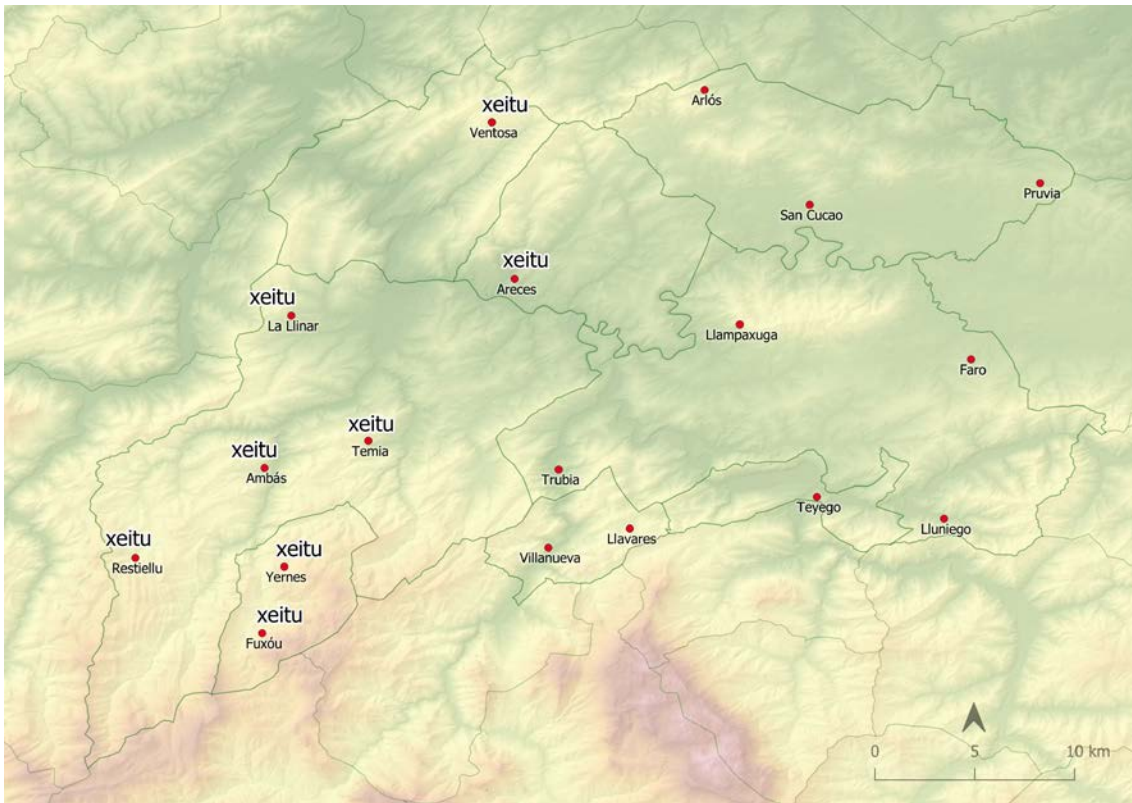 Arlós
xeitu
Ventosa
Pruvia
San Cucao
xeitu
Areces
xeitu
La Llinar
Llampaxuga
Faro
xeitu
Temia
xeitu
Ambás
Trubia
Teyego
Lluniego
Llavares
Villanueva
xeitu
Restiellu
xeitu
Yernes
xeitu
Fuxóu
0 5 10 km